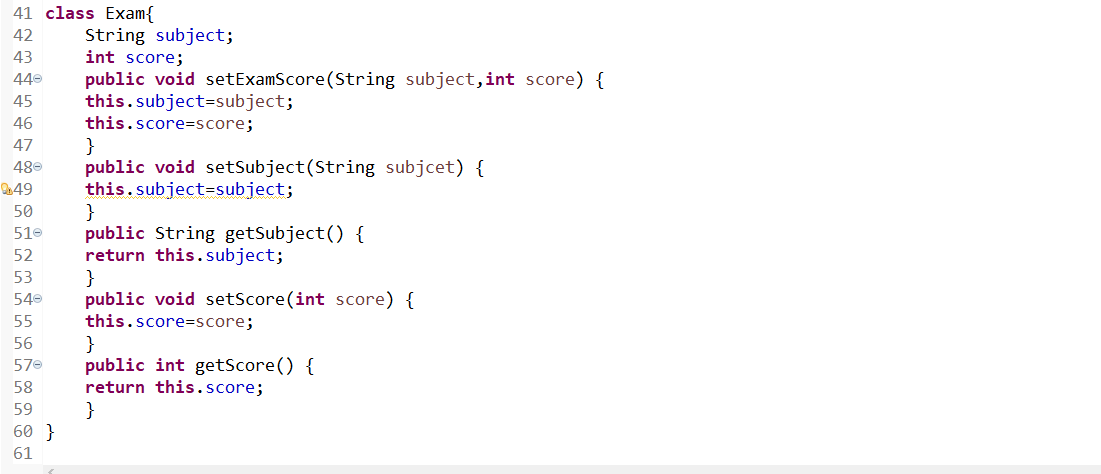 41 class Exam{
42     String subject;
43     int score;
44     public void setExamScore(String subject,int score) {
45     this.subject=subject;
46     this.score=score;
47     }
48     public void setSubject(String subjcet) {
49     this.subject=subject;
50     }
51     public String getSubject() {
52     return this.subject;
53     }
54     public void setScore(int score) {
55     this.score=score;
56     }
57     public int getScore() {
58     return this.score;
59     }
60 }
61